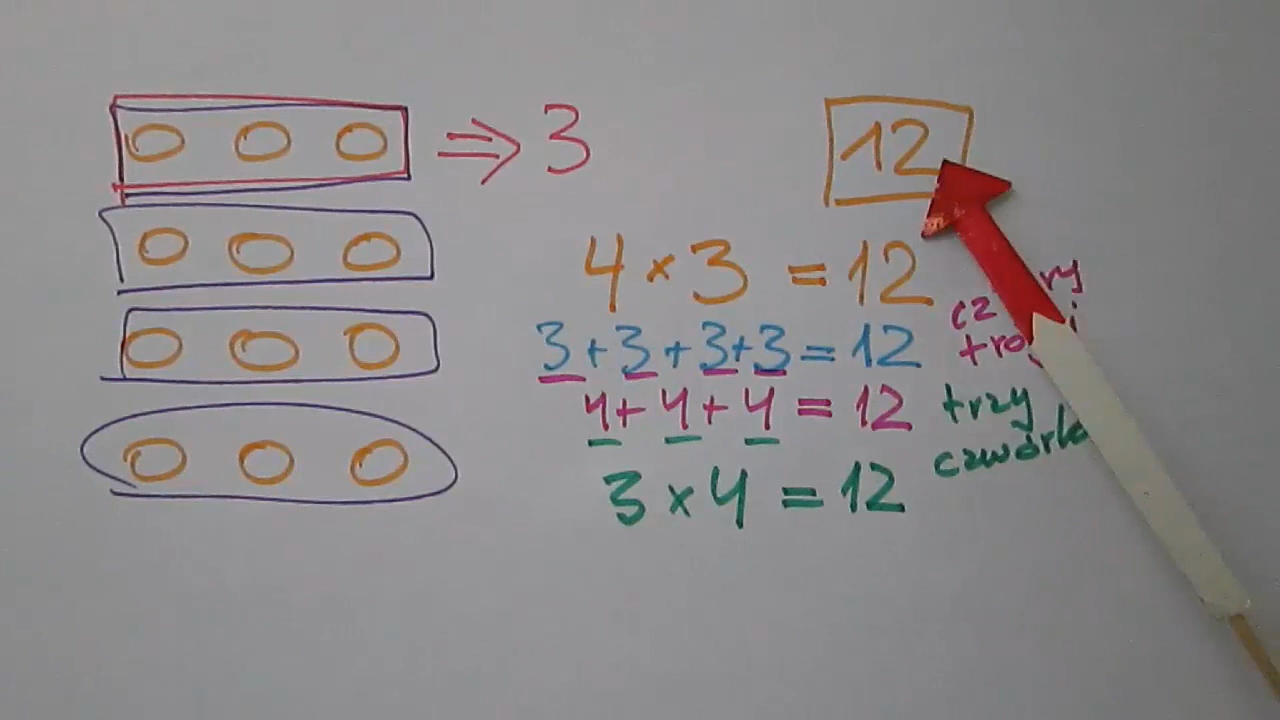 ⇒ 3
12
4 × 3 = 12
3 + 3 + 3 + 3 = 12
4 + 4 + 4 = 12 trzy
3 × 4 = 12